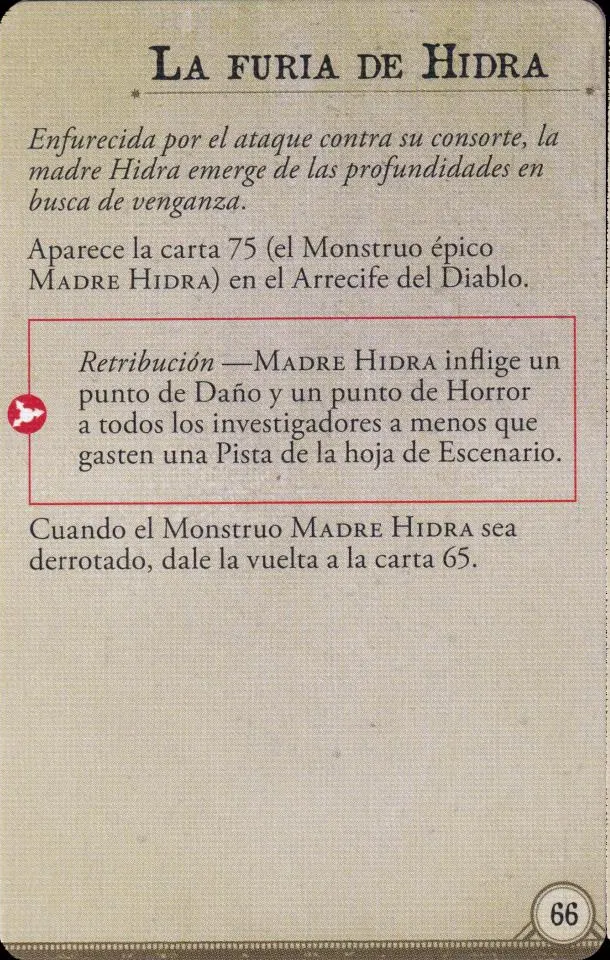 La furia de Hidra
Enfurecida por el ataque contra su consorte, la
madre Hidra emerge de las profundidades en
busca de venganza.
Aparece la carta 75 (el Monstruo épico
Madre Hidra) en el Arrecife del Diablo.
Retribución —Madre Hidra inflige un
punto de Daño y un punto de Horror
a todos los investigadores a menos que
gasten una Pista de la hoja de Escenario.
Cuando el Monstruo Madre Hidra sea
derrotado, dale la vuelta a la carta 65.
66